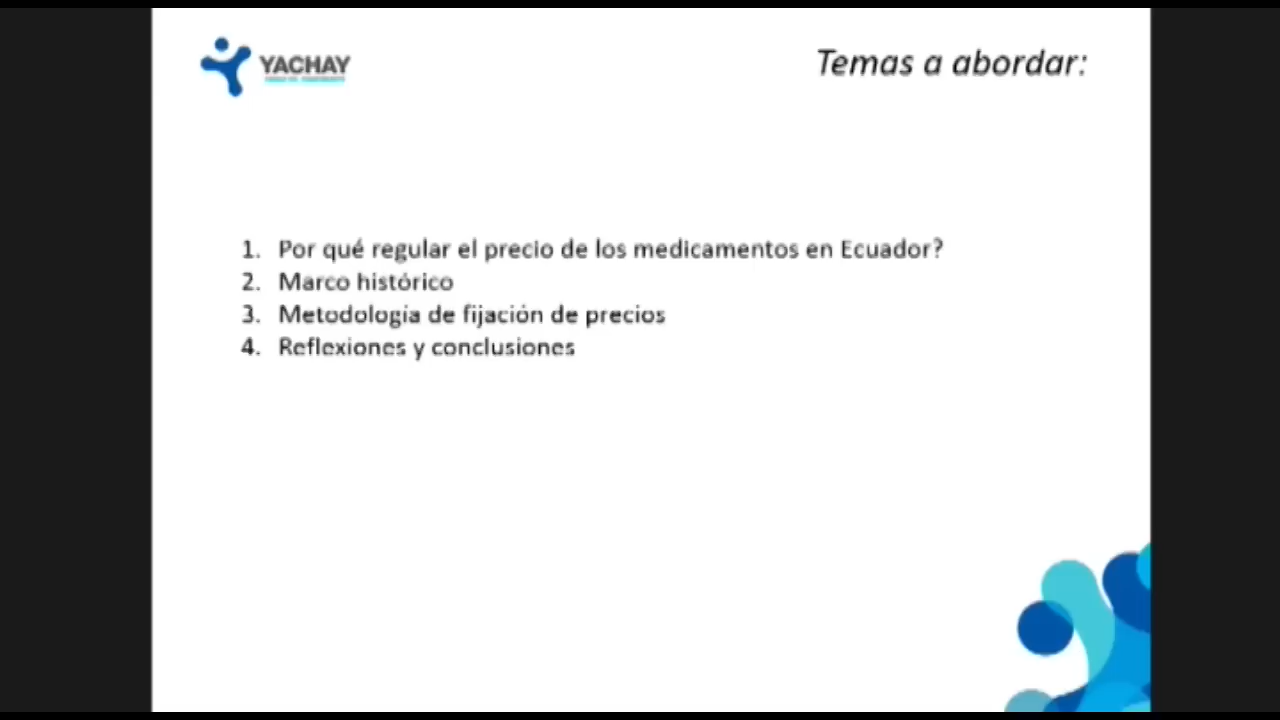 YACHAY
Temas a abordar:
1. Por qué regular el precio de los medicamentos en Ecuador?
2. Marco histórico
3. Metodología de fijación de precios
4. Reflexiones y conclusiones